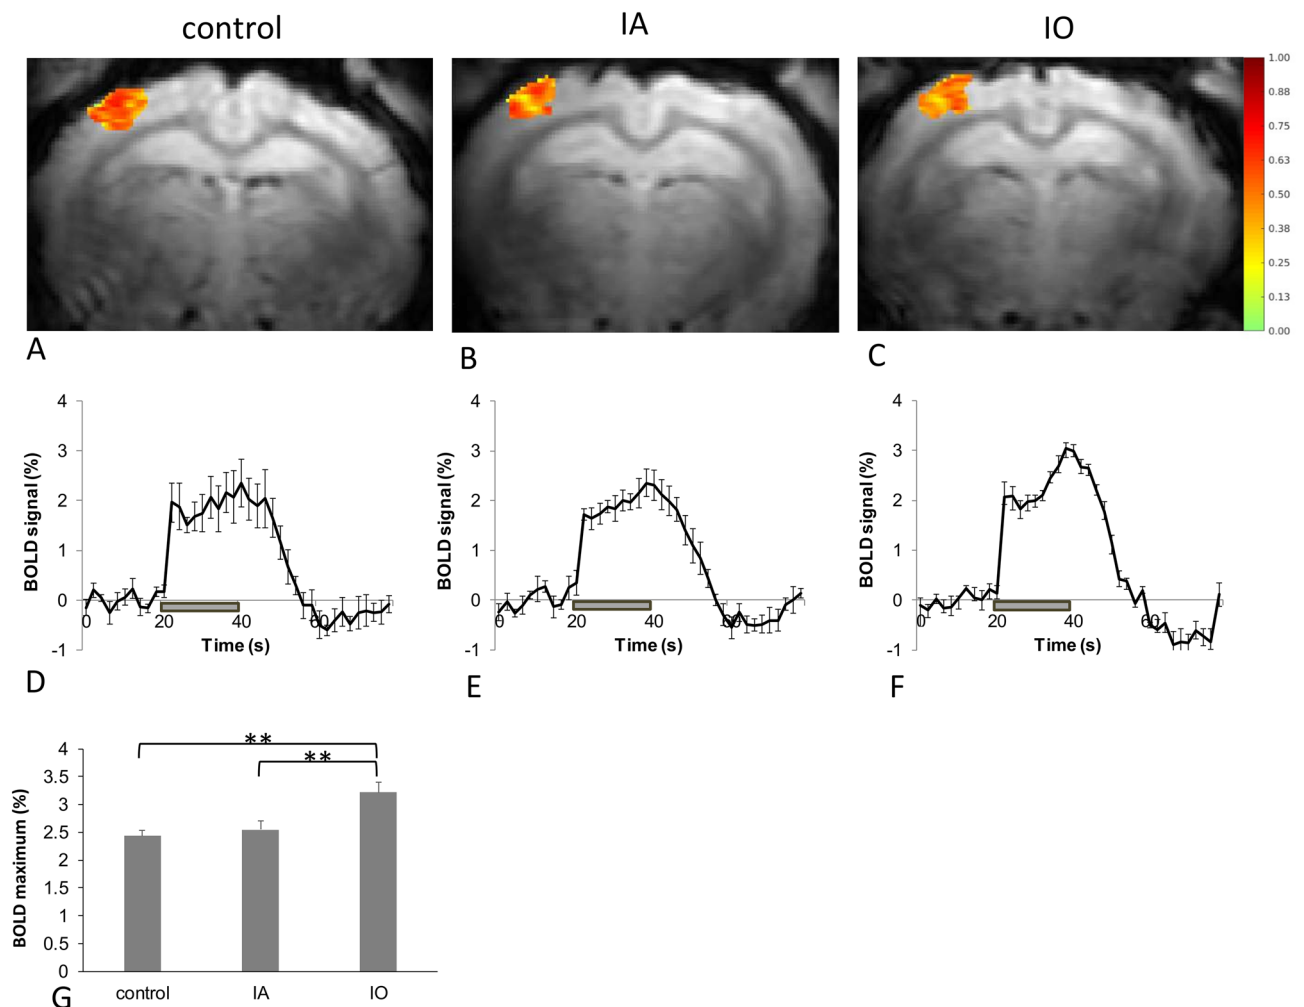 control
IA
IO
1.00
0.88
0.75
0.63
0.50
0.38
0.25
0.13
0.00
A
B
C
BOLD signal (%)
4
3
2
1
0
-1
0 20 40 60
Time (s)
BOLD signal (%)
4
3
2
1
0
-1
0 20 40 60
Time (s)
BOLD signal (%)
4
3
2
1
0
-1
0 20 40 60
Time (s)
D
E
F
BOLD maximum (%)
4
3.5
3
2.5
2
1.5
1
0.5
0
**
**
control IA IO
G